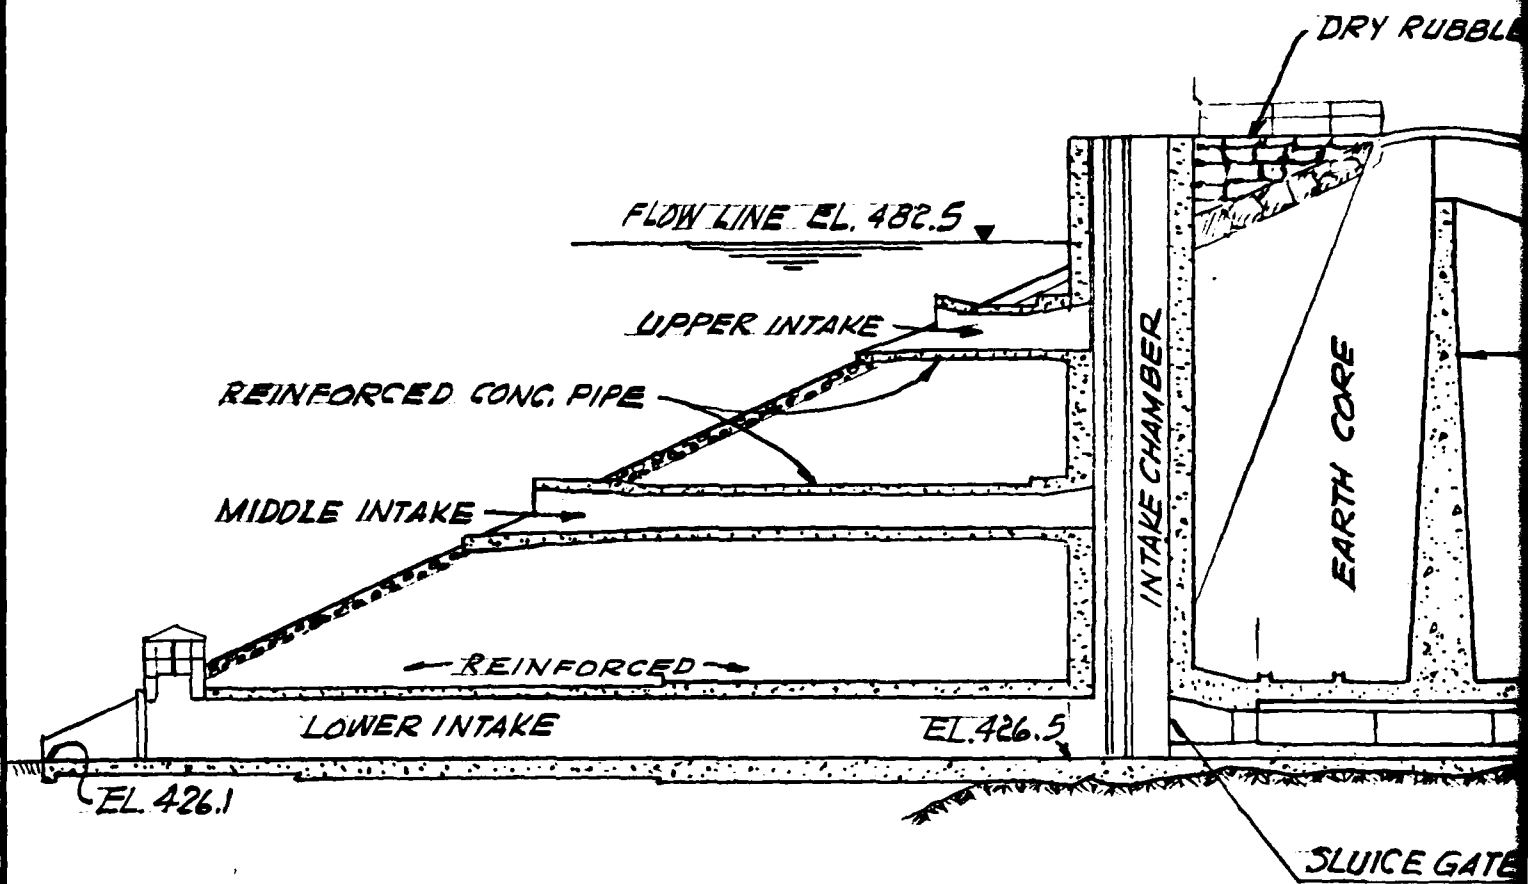 DRY RUBBLE
FLOW LINE EL. 482.5
UPPER INTAKE
REINFORCED CONC. PIPE
MIDDLE INTAKE
INTAKE CHAMBER
EARTH CORE
REINFORCED
LOWER INTAKE
EL. 426.5
EL. 426.1
SLUICE GATE